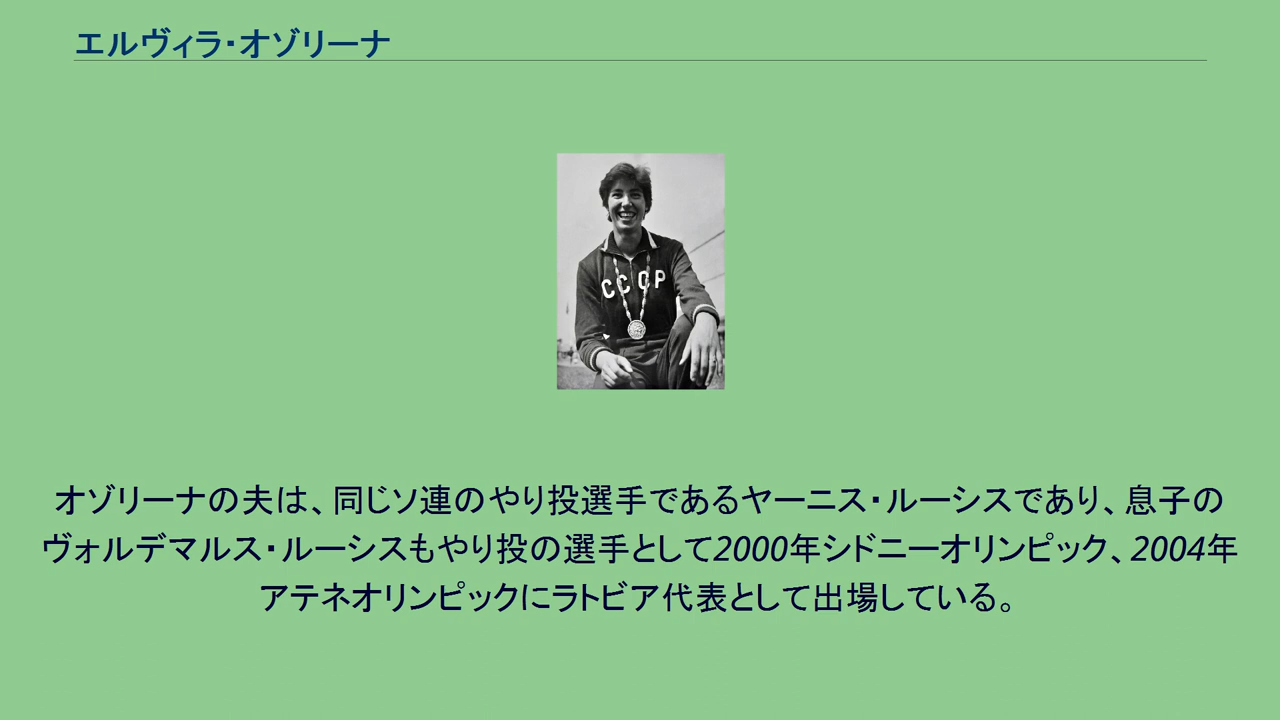 エルヴィラ・オゾリーナ
СССР
オゾリーナの夫は、同じソ連のやり投選手であるヤーニス・ルーシスであり、息子の
ヴォルデマルス・ルーシスもやり投の選手として2000年シドニーオリンピック、2004年
アテネオリンピックにラトビア代表として出場している。